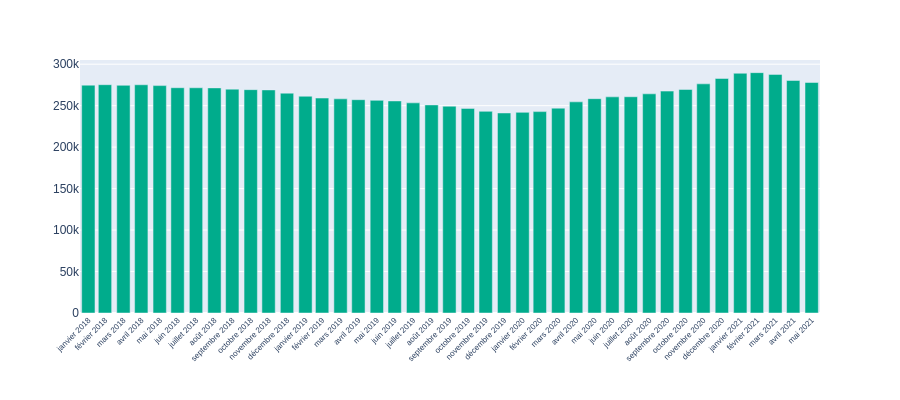 300k
250k
200k
150k
100k
50k
0
janvier 2018
février 2018
mars 2018
avril 2018
mai 2018
juin 2018
juillet 2018
août 2018
septembre 2018
octobre 2018
novembre 2018
décembre 2018
janvier 2019
février 2019
mars 2019
avril 2019
mai 2019
juin 2019
juillet 2019
août 2019
septembre 2019
octobre 2019
novembre 2019
décembre 2019
janvier 2020
février 2020
mars 2020
avril 2020
mai 2020
juin 2020
juillet 2020
août 2020
septembre 2020
octobre 2020
novembre 2020
décembre 2020
janvier 2021
février 2021
mars 2021
avril 2021
mai 2021